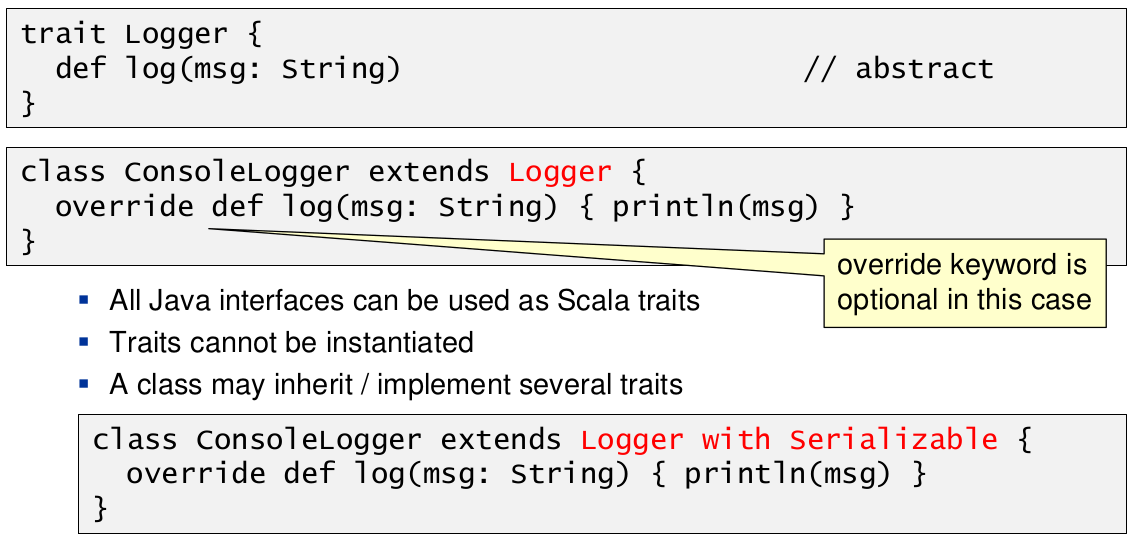 trait Logger {
  def log(msg: String)                       // abstract
}
class ConsoleLogger extends Logger {
  override def log(msg: String) { println(msg) }
}
override keyword is
optional in this case
▪ All Java interfaces can be used as Scala traits
▪ Traits cannot be instantiated
▪ A class may inherit / implement several traits
class ConsoleLogger extends Logger with Serializable {
  override def log(msg: String) { println(msg) }
}